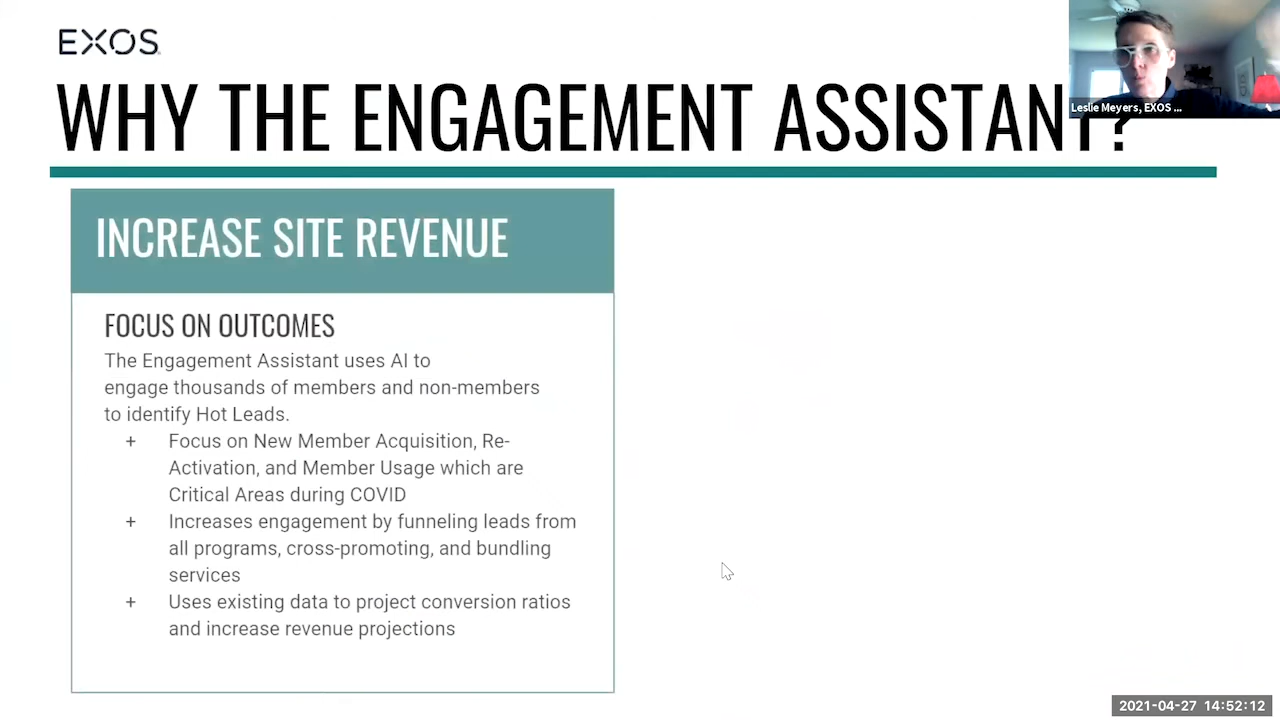 EXOS
WHY THE ENGAGEMENT ASSISTANT?
Leslie Meyers, EXOS ...
INCREASE SITE REVENUE
FOCUS ON OUTCOMES
The Engagement Assistant uses AI to
engage thousands of members and non-members
to identify Hot Leads.
+ Focus on New Member Acquisition, Re-
Activation, and Member Usage which are
Critical Areas during COVID
+ Increases engagement by funneling leads from
all programs, cross-promoting, and bundling
services
+ Uses existing data to project conversion ratios
and increase revenue projections
2021-04-27 14:52:12